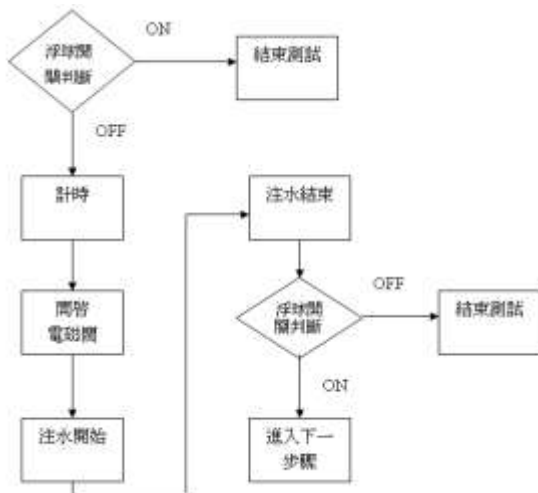 ON
浮球開
關判斷
結束測試
OFF
計時
開啓
電磁閥
注水開始
注水結束
浮球開
關判斷
OFF
結束測試
ON
進入下一
步驟